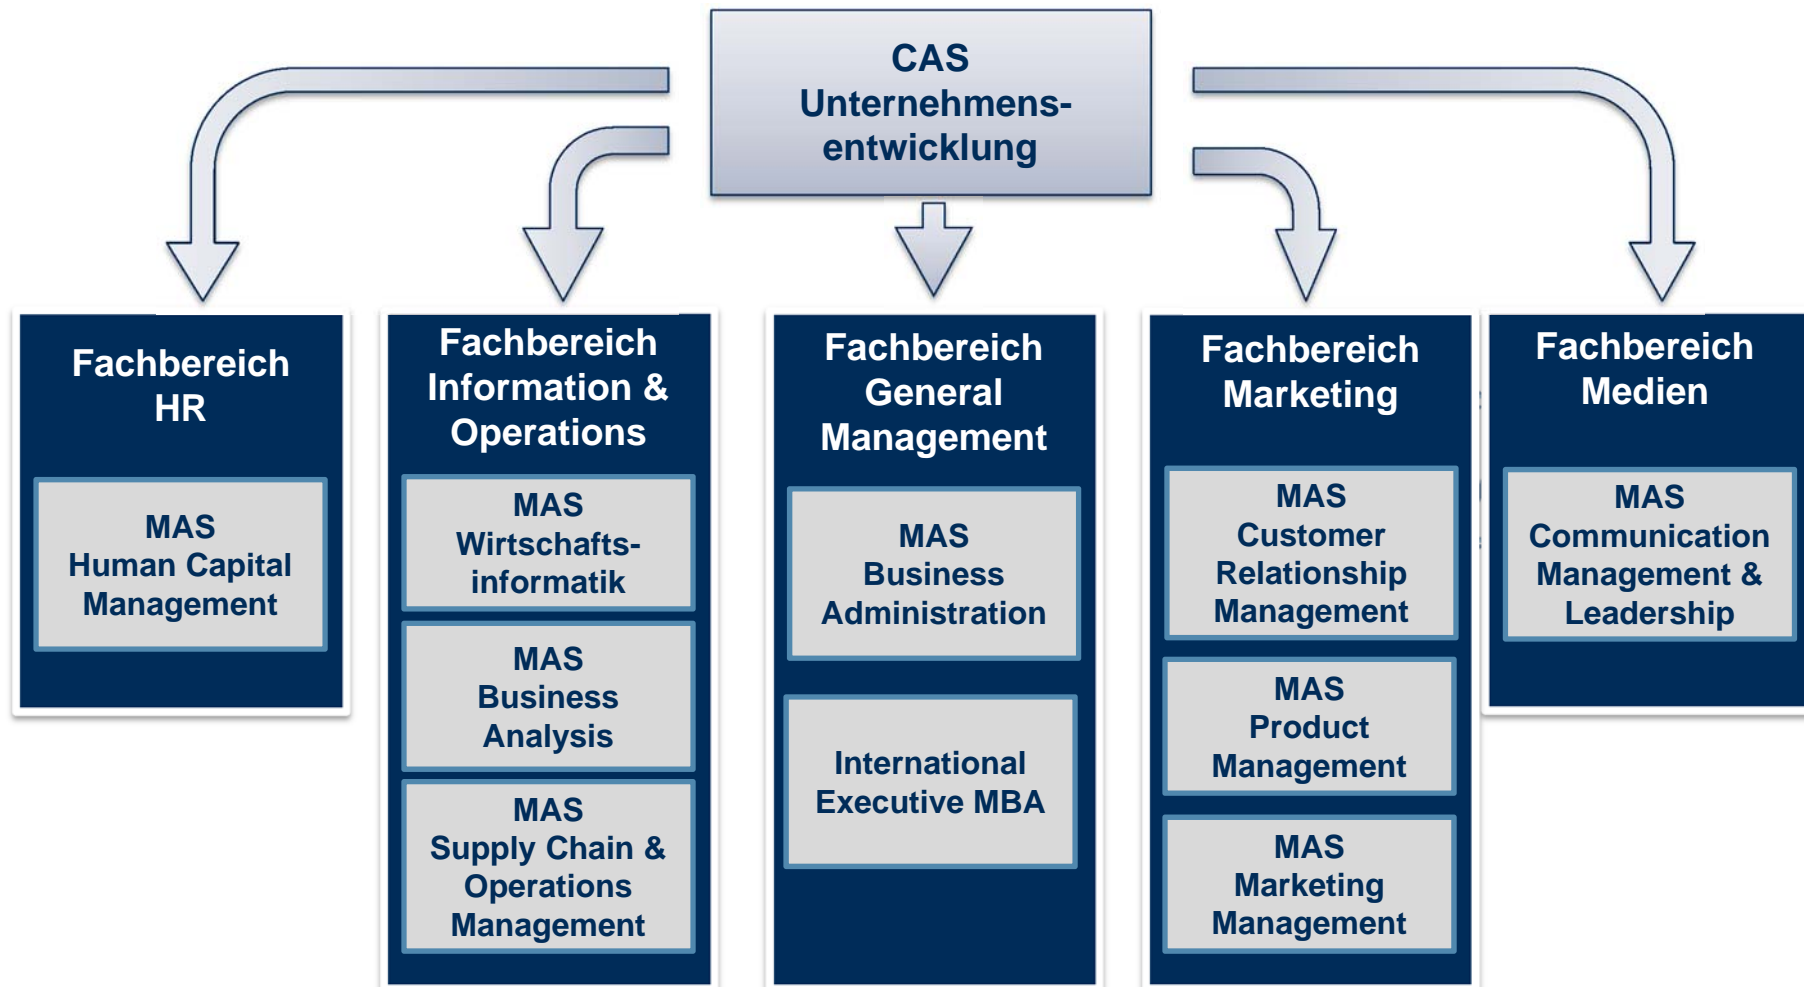 CAS
Unternehmens-
entwicklung
Fachbereich
HR
MAS
Human Capital
Management
Fachbereich
Information &
Operations
MAS
Wirtschafts-
informatik
MAS
Business
Analysis
MAS
Supply Chain &
Operations
Management
Fachbereich
General
Management
MAS
Business
Administration
International
Executive MBA
Fachbereich
Marketing
MAS
Customer
Relationship
Management
MAS
Product
Management
MAS
Marketing
Management
Fachbereich
Medien
MAS
Communication
Management &
Leadership